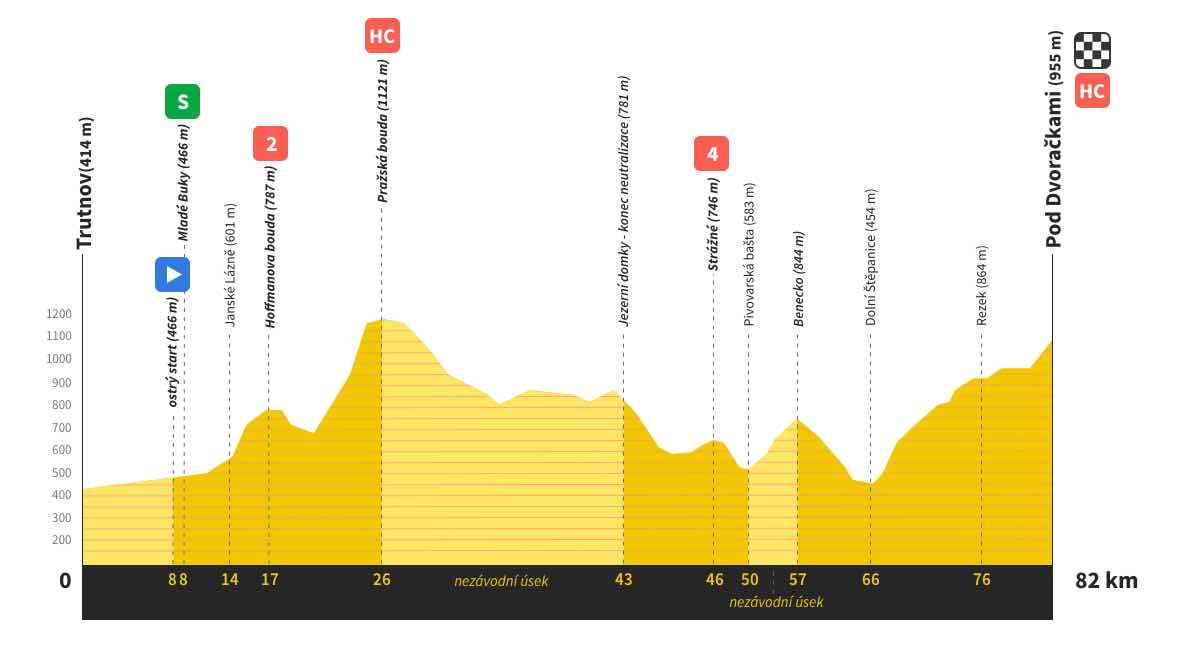 HC
Pražská bouda (1121 m)
Pod Dvoračkami (955 m)
HC
Jezerní domky - konec neutralizace (781 m)
S
Mladé Buky (466 m)
Trutnov(414 m)
2
Hoffmanova bouda (787 m)
4
Strážné (746 m)
Pivovarská bašta (583 m)
Dolní Štěpanice (454 m)
Janské Lázně (601 m)
Benecko (844 m)
Rezek (864 m)
ostrý start (466 m)
1200
1100
1000
900
800
700
600
500
400
300
200
0 8 8 14 17 26 nezávodní úsek 43 46 50 57 66 76 82 km
nezávodní úsek